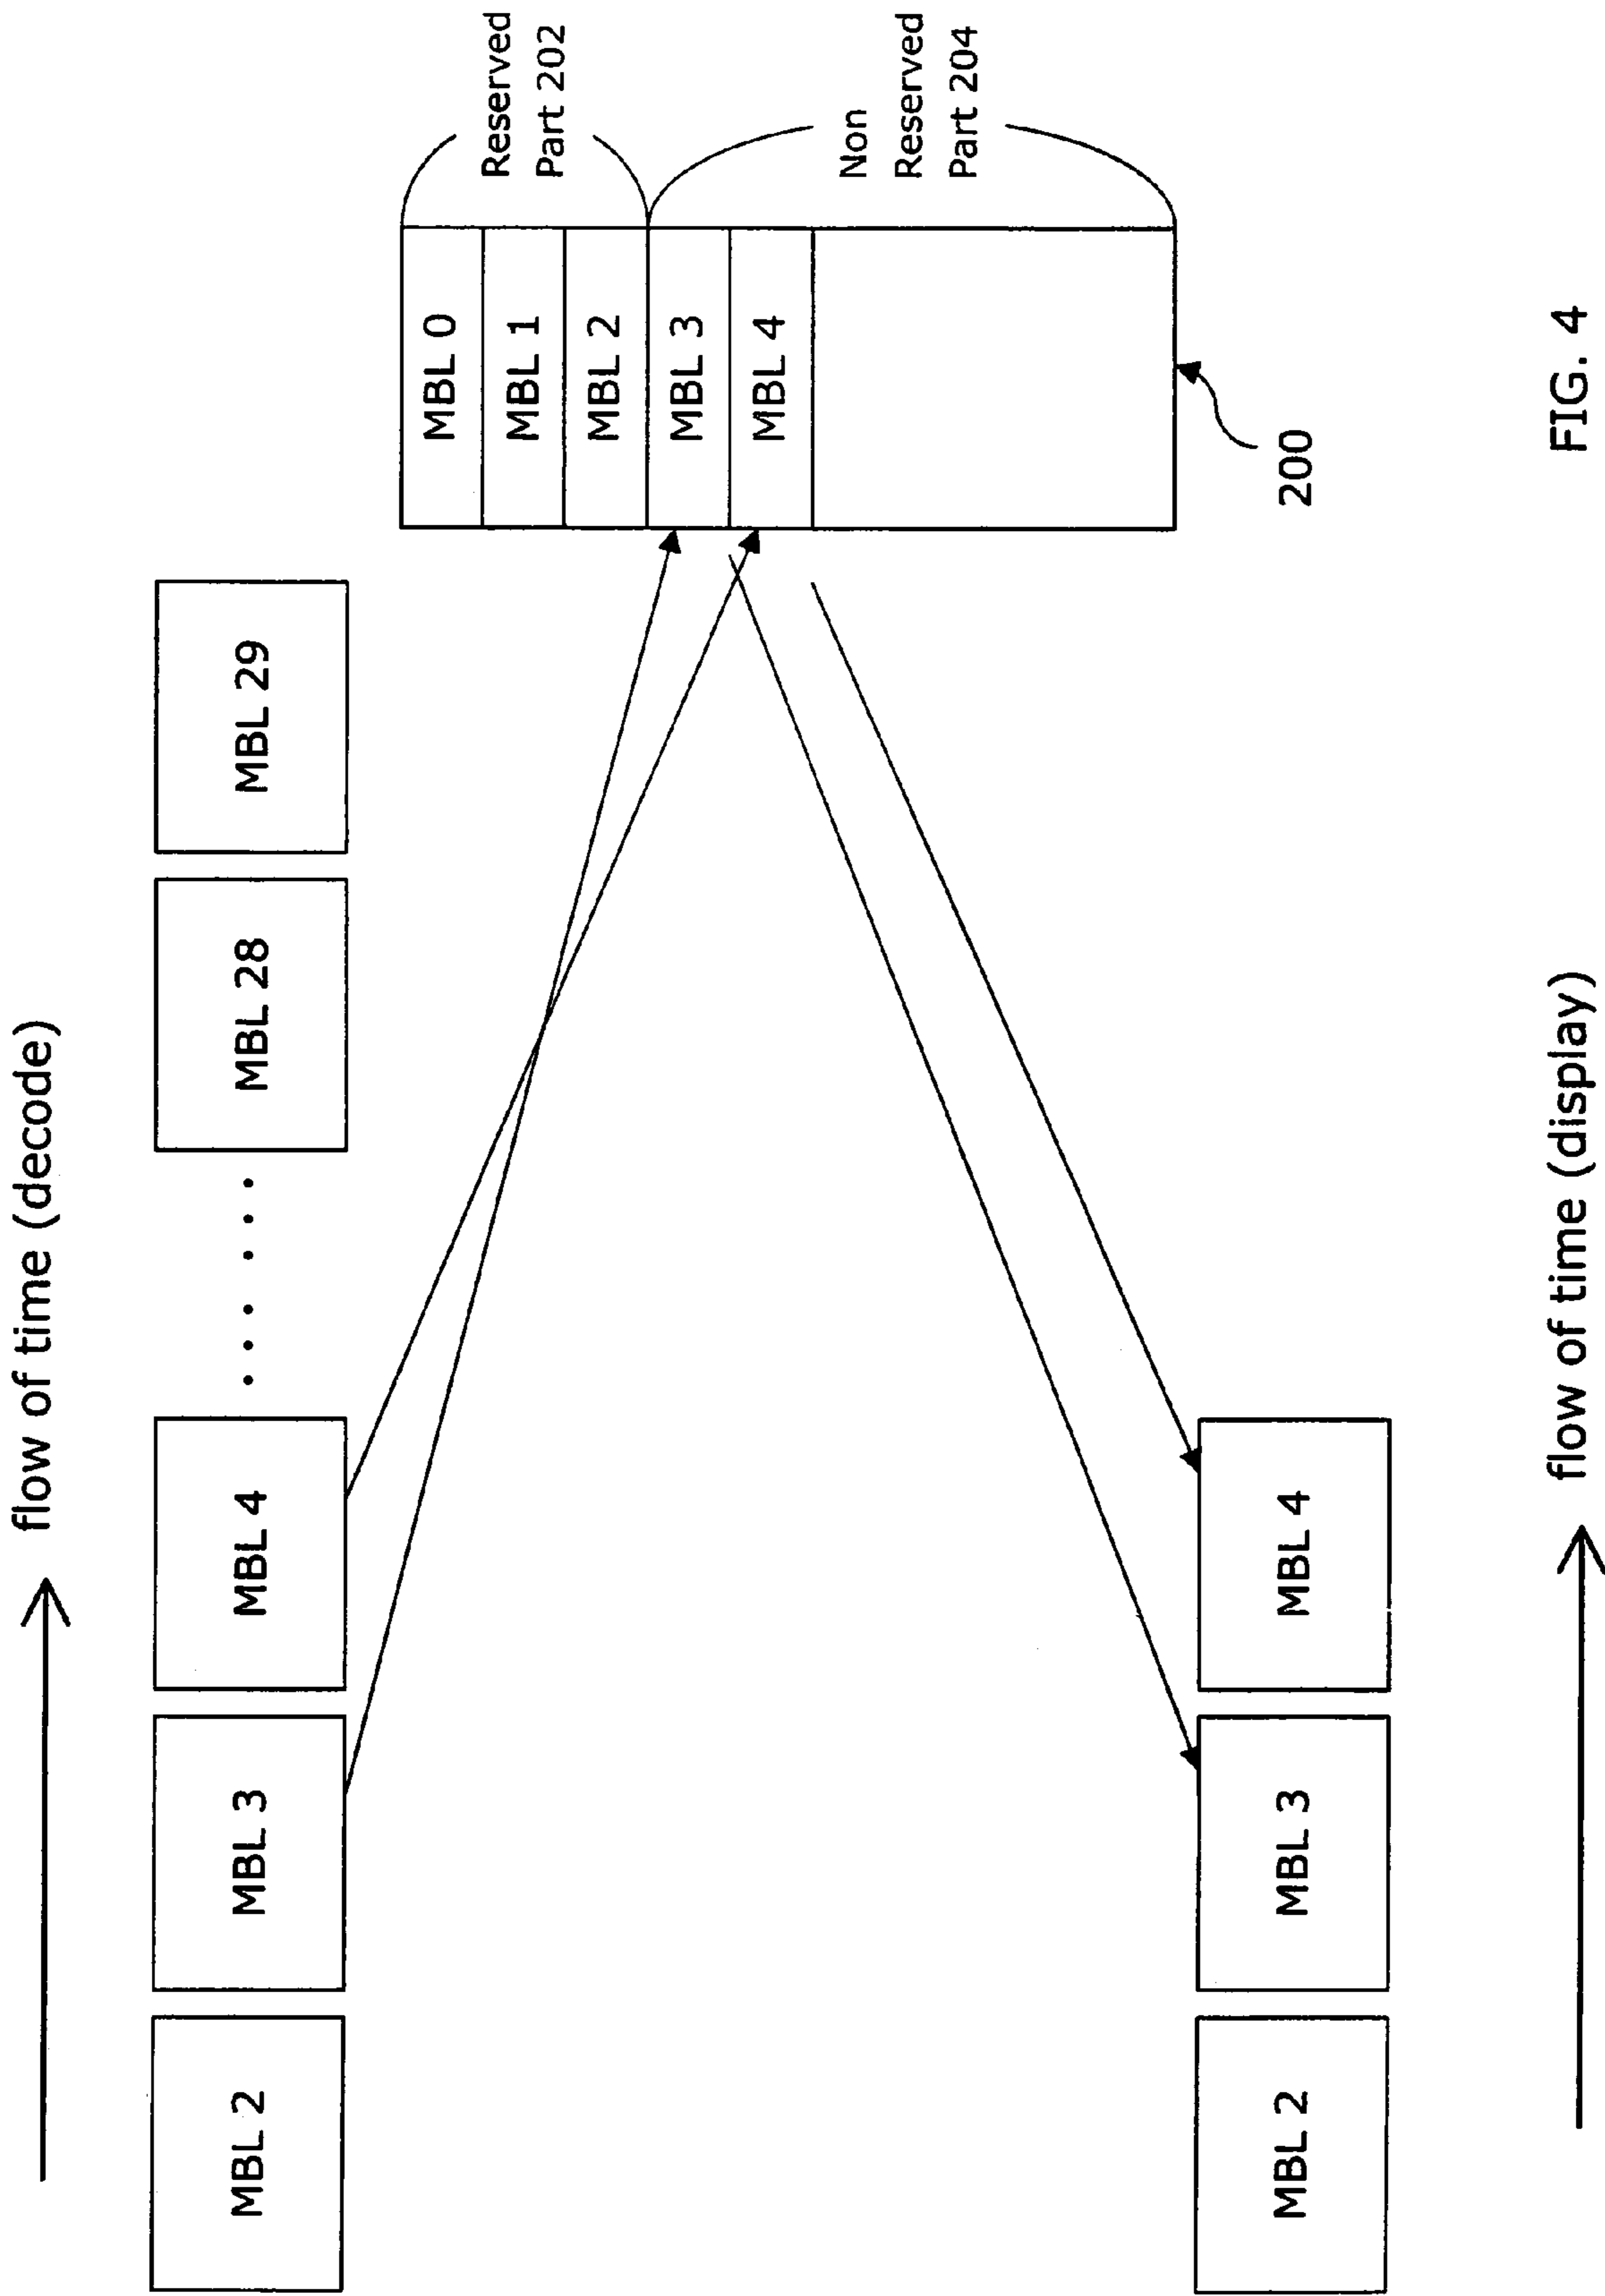 flow of time (decode)
MBL 2
MBL 3
MBL 4
MBL 28
MBL 29
MBL 0
MBL 1
MBL 2
MBL 3
MBL 4
Reserved
Part 202
Non
Reserved
Part 204
200
MBL 2
MBL 3
MBL 4
flow of time (display)
FIG. 4